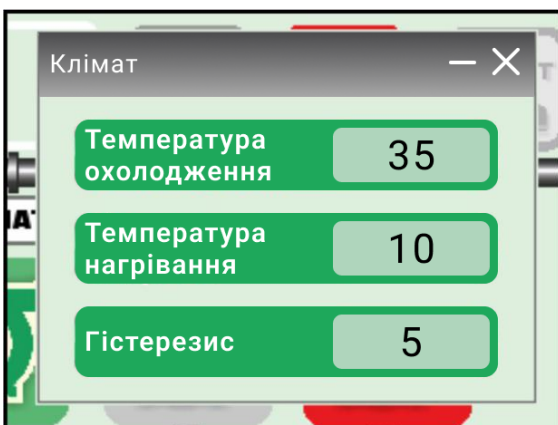 Клімат
Температура
охолодження
35
Температура
нагрівання
10
Гістерезис
5